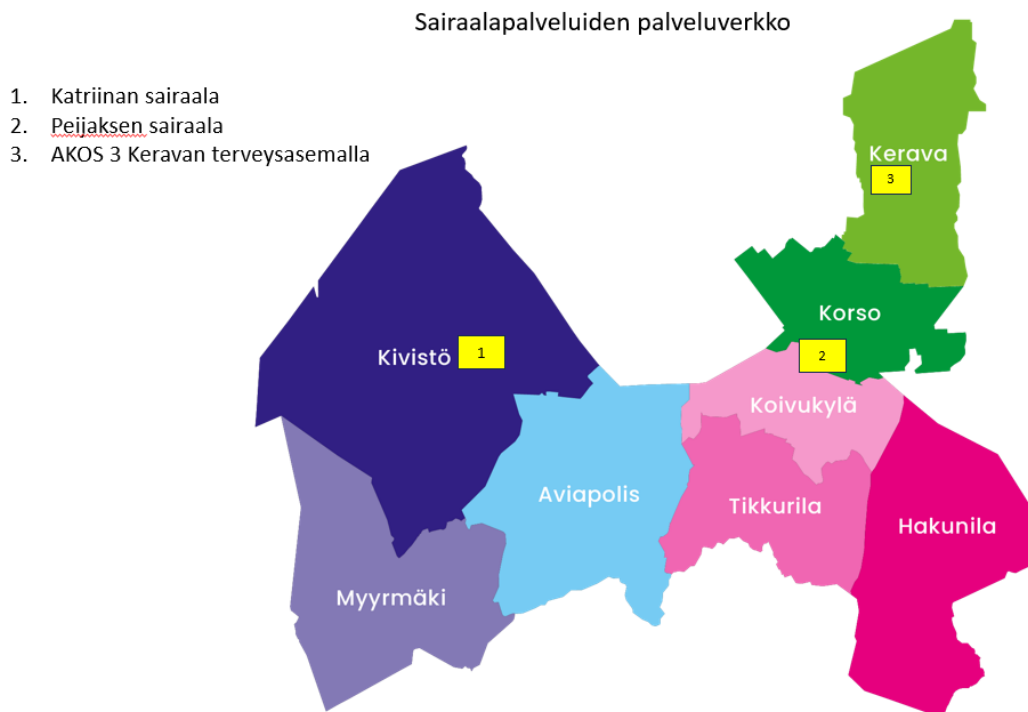 Sairaalapalveluiden palveluverkko
1. Katriinan sairaala
2. Peijaksen sairaala
3. AKOS 3 Keravan terveysasemalla
Kerava
3
Korso
Kivistö
1
2
Koivukylä
Aviapolis
Tikkurila
Hakunila
Myyrmäki